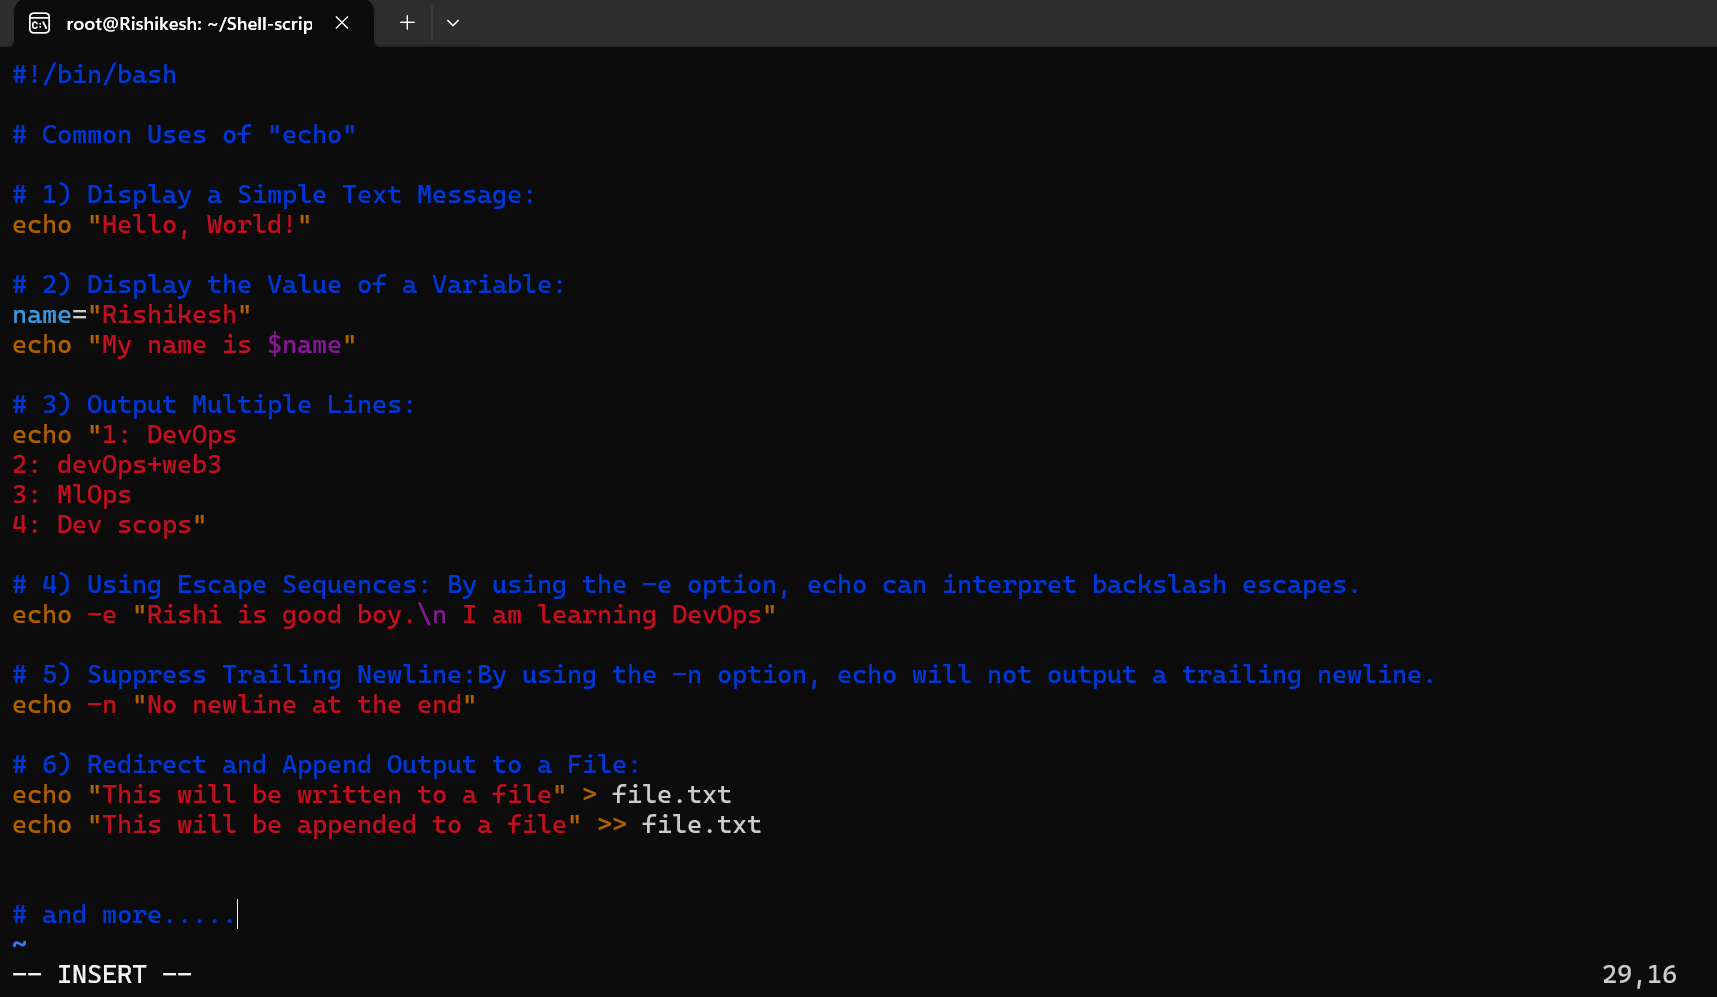 root@Rishikesh: ~/Shell-scrip
#!/bin/bash
# Common Uses of "echo"
# 1) Display a Simple Text Message:
echo "Hello, World!"
# 2) Display the Value of a Variable:
name="Rishikesh"
echo "My name is $name"
# 3) Output Multiple Lines:
echo "1: DevOps
2: devOps+web3
3: MlOps
4: Dev scops"
# 4) Using Escape Sequences: By using the -e option, echo can interpret backslash escapes.
echo -e "Rishi is good boy.\n I am learning DevOps"
# 5) Suppress Trailing Newline:By using the -n option, echo will not output a trailing newline.
echo -n "No newline at the end"
# 6) Redirect and Append Output to a File:
echo "This will be written to a file" > file.txt
echo "This will be appended to a file" >> file.txt
# and more.....
~
-- INSERT -- 29,16